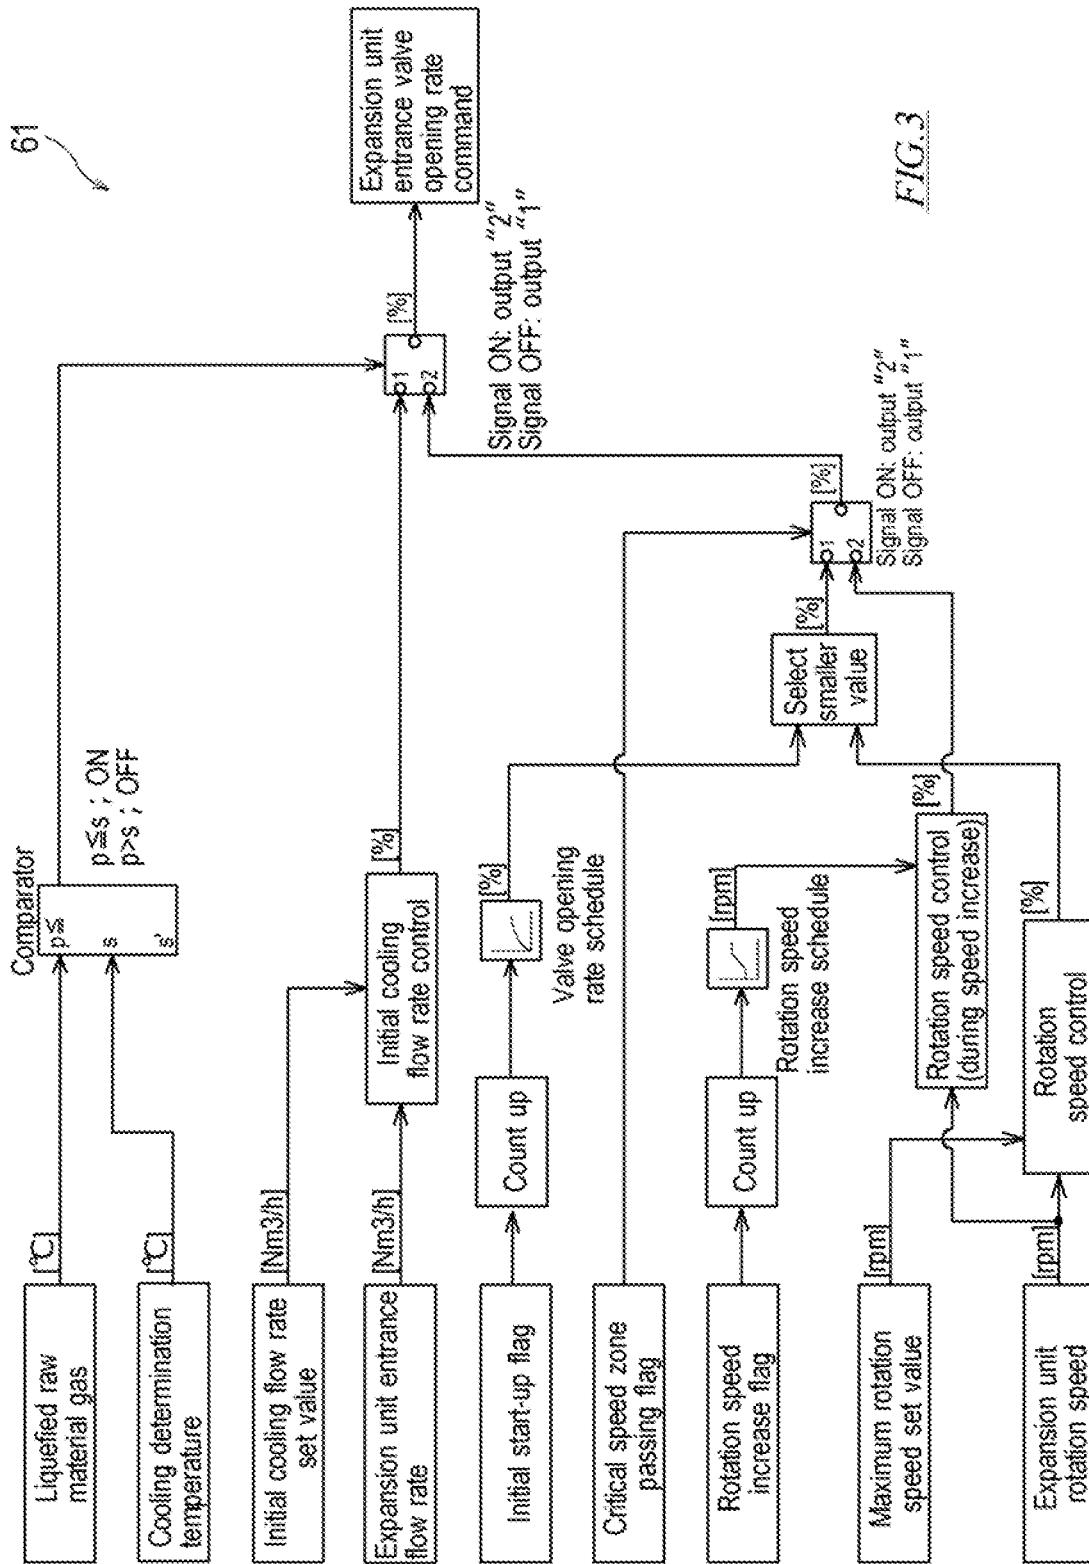 61
Liquefied raw
material gas
[℃]
Cooling determination
temperature
[℃]
Comparator
p≦
s
s'
p≦s ; ON
p>s ; OFF
Initial cooling flow rate
set value
[Nm3/h]
Expansion unit entrance
flow rate
[Nm3/h]
Initial cooling
flow rate control
[%]
1
2
[%]
Expansion unit
entrance valve
opening rate
command
Signal ON: output "2"
Signal OFF: output "1"
Initial start-up flag
Count up
[%]
Valve opening
rate schedule
Critical speed zone
passing flag
Rotation speed
increase flag
Count up
[rpm]
Rotation speed
increase schedule
Select
smaller
value
[%]
1
2
[%]
Signal ON: output "2"
Signal OFF: output "1"
Maximum rotation
speed set value
[rpm]
Rotation speed control
(during speed increase)
[%]
Expansion unit
rotation speed
[rpm]
Rotation
speed control
[%]
FIG.3